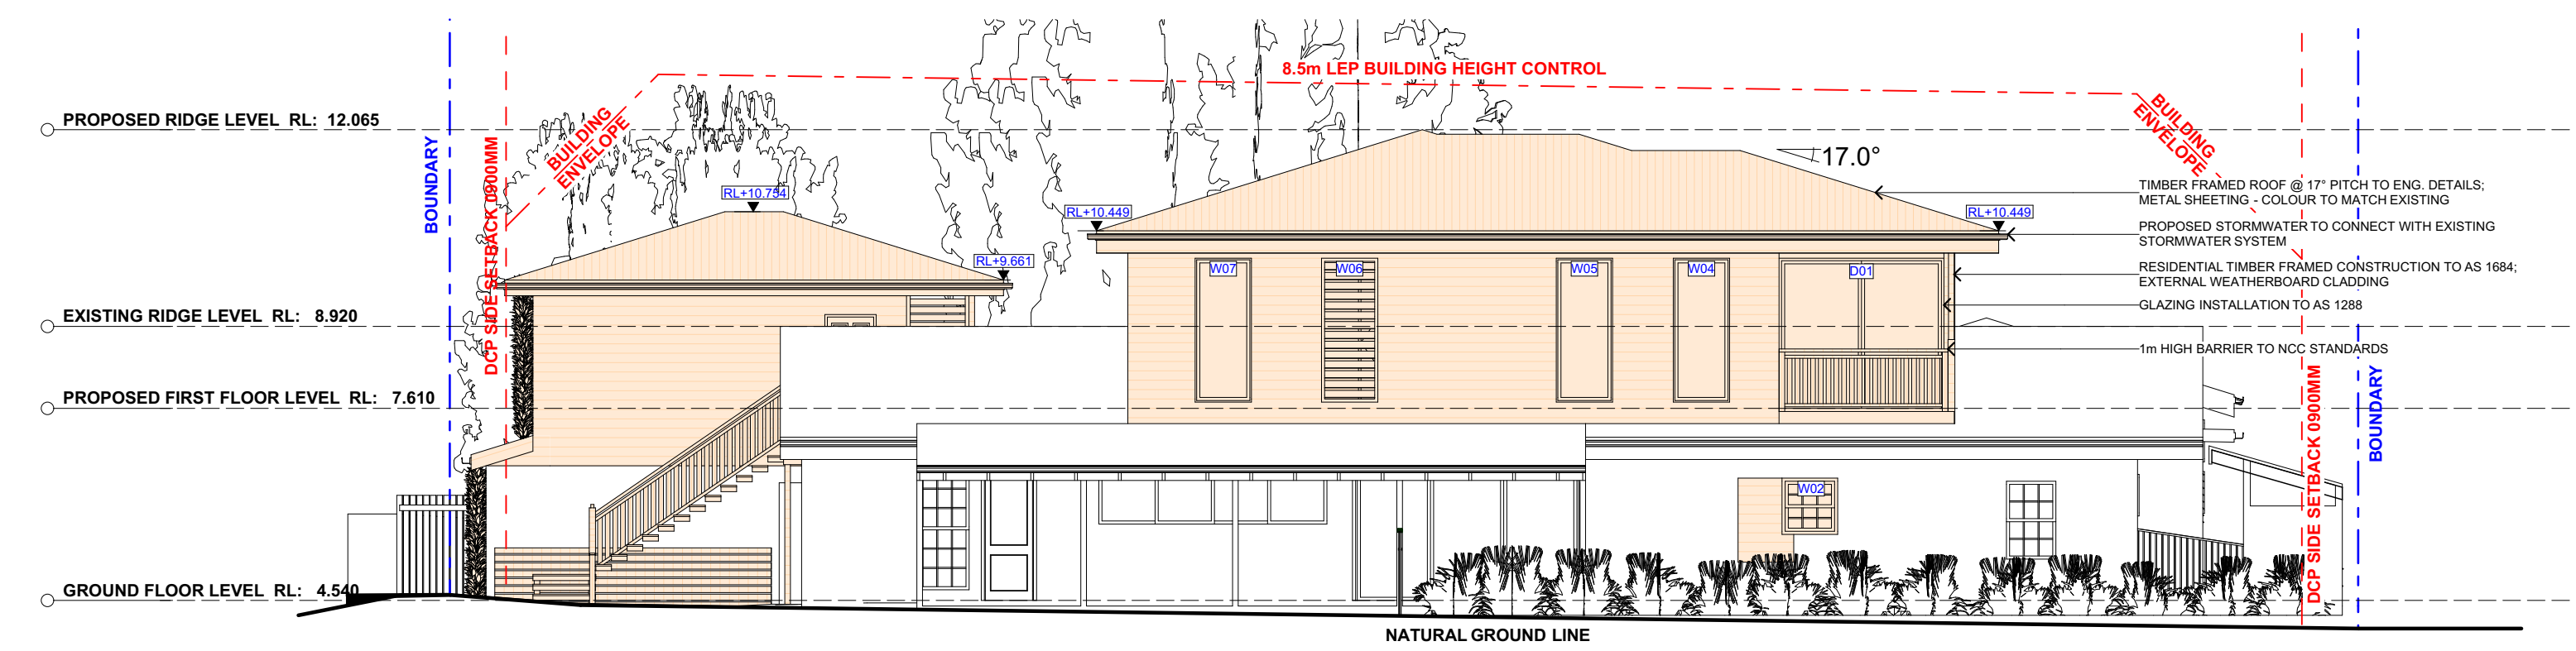 8.5m LEP BUILDING HEIGHT CONTROL
PROPOSED RIDGE LEVEL RL: 12.065
BOUNDARY
DCP SIDE SETBACK 0900MM
BUILDING
ENVELOPE
BUILDING
ENVELOPE
17.0°
RL+10.754
RL+10.449
RL+10.449
TIMBER FRAMED ROOF @ 17° PITCH TO ENG. DETAILS;
METAL SHEETING - COLOUR TO MATCH EXISTING
PROPOSED STORMWATER TO CONNECT WITH EXISTING
STORMWATER SYSTEM
RL+9.661
W07
W06
W05
W04
D01
RESIDENTIAL TIMBER FRAMED CONSTRUCTION TO AS 1684;
EXTERNAL WEATHERBOARD CLADDING
GLAZING INSTALLATION TO AS 1288
EXISTING RIDGE LEVEL RL: 8.920
1m HIGH BARRIER TO NCC STANDARDS
PROPOSED FIRST FLOOR LEVEL RL: 7.610
W02
DCP SIDE SETBACK 0900MM
BOUNDARY
GROUND FLOOR LEVEL RL: 4.540
NATURAL GROUND LINE